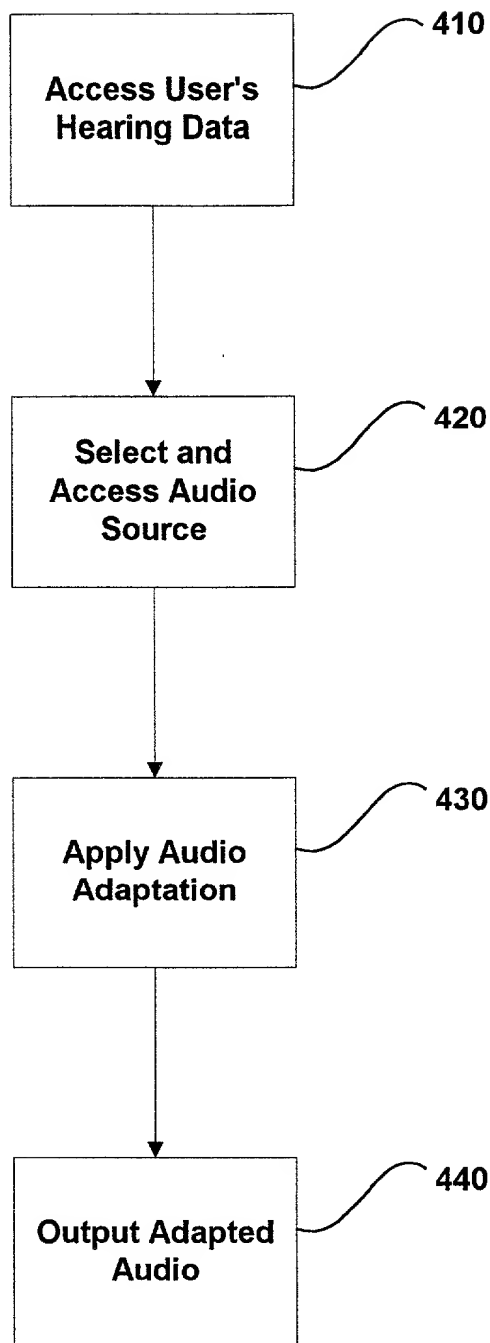 410
Access User's
Hearing Data
420
Select and
Access Audio
Source
430
Apply Audio
Adaptation
440
Output Adapted
Audio